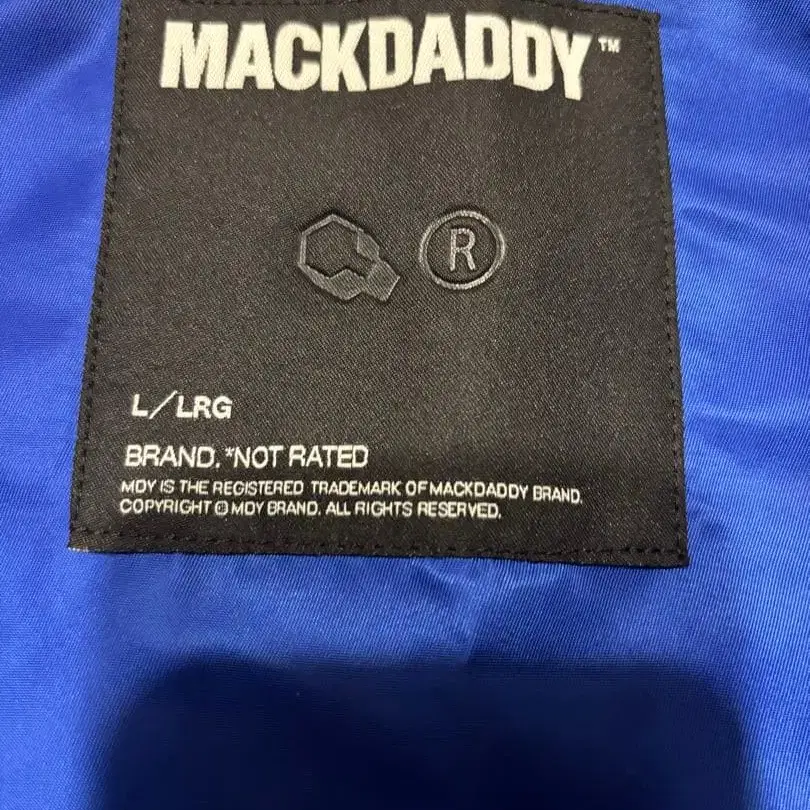 MACKDADDY™
®
L/LRG
BRAND.*NOT RATED
MDY IS THE REGISTERED TRADEMARK OF MACKDADDY BRAND.
COPYRIGHT © MDY BRAND. ALL RIGHTS RESERVED.